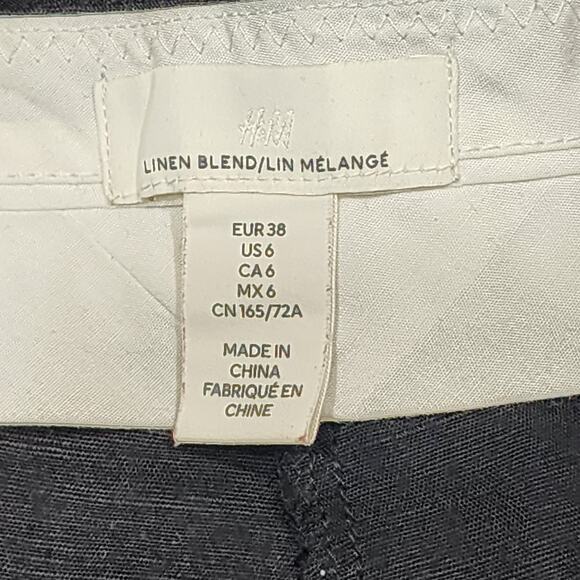 H&M
LINEN BLEND/LIN MÉLANGÉ
EUR 38
US 6
CA 6
MX 6
CN 165/72A
MADE IN
CHINA
FABRIQUÉ EN
CHINE